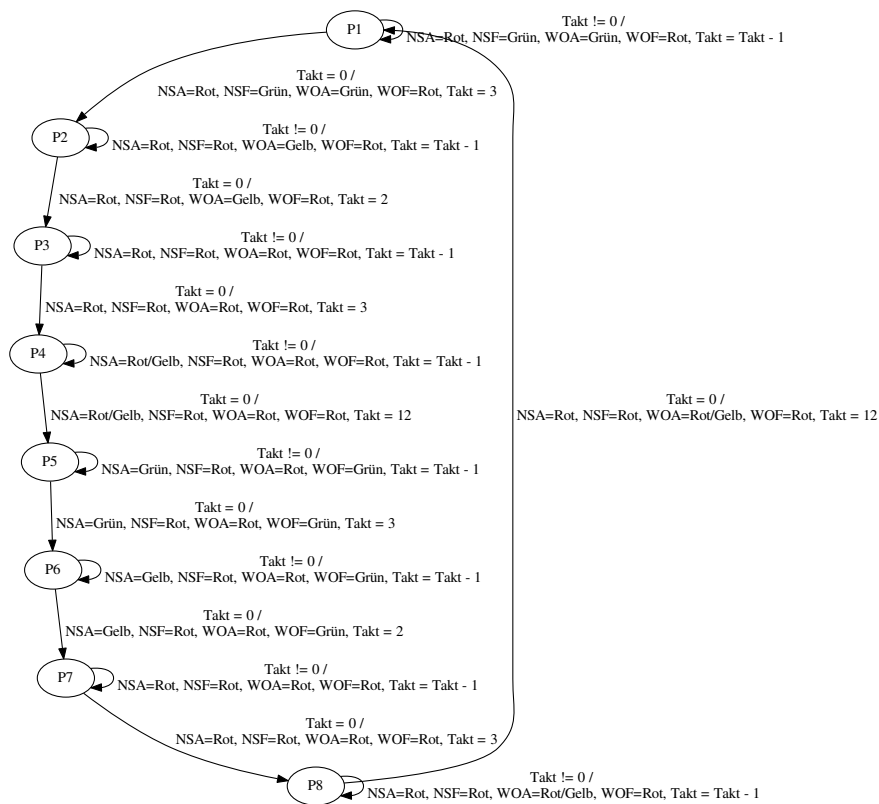 P1
Takt != 0 /
NSA=Rot, NSF=Grün, WOA=Grün, WOF=Rot, Takt = Takt - 1
Takt = 0 /
NSA=Rot, NSF=Grün, WOA=Grün, WOF=Rot, Takt = 3
P2
Takt != 0 /
NSA=Rot, NSF=Rot, WOA=Gelb, WOF=Rot, Takt = Takt - 1
Takt = 0 /
NSA=Rot, NSF=Rot, WOA=Gelb, WOF=Rot, Takt = 2
P3
Takt != 0 /
NSA=Rot, NSF=Rot, WOA=Rot, WOF=Rot, Takt = Takt - 1
Takt = 0 /
NSA=Rot, NSF=Rot, WOA=Rot, WOF=Rot, Takt = 3
P4
Takt != 0 /
NSA=Rot/Gelb, NSF=Rot, WOA=Rot, WOF=Rot, Takt = Takt - 1
Takt = 0 /
NSA=Rot/Gelb, NSF=Rot, WOA=Rot, WOF=Rot, Takt = 12
Takt = 0 /
NSA=Rot, NSF=Rot, WOA=Rot/Gelb, WOF=Rot, Takt = 12
P5
Takt != 0 /
NSA=Grün, NSF=Rot, WOA=Rot, WOF=Grün, Takt = Takt - 1
Takt = 0 /
NSA=Grün, NSF=Rot, WOA=Rot, WOF=Grün, Takt = 3
P6
Takt != 0 /
NSA=Gelb, NSF=Rot, WOA=Rot, WOF=Grün, Takt = Takt - 1
Takt = 0 /
NSA=Gelb, NSF=Rot, WOA=Rot, WOF=Grün, Takt = 2
P7
Takt != 0 /
NSA=Rot, NSF=Rot, WOA=Rot, WOF=Rot, Takt = Takt - 1
Takt = 0 /
NSA=Rot, NSF=Rot, WOA=Rot, WOF=Rot, Takt = 3
P8
Takt != 0 /
NSA=Rot, NSF=Rot, WOA=Rot/Gelb, WOF=Rot, Takt = Takt - 1